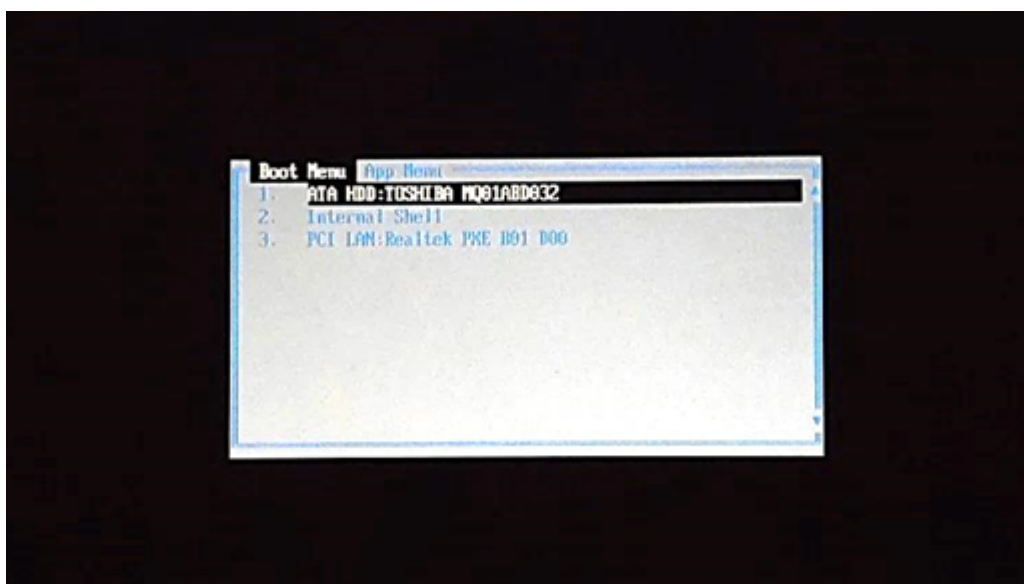 Boot Menu App Menu
1. ATA HDD:TOSHIBA MQ01ABD032
2. Internal Shell
3. PCI LAN:Realtek PXE B01 D00